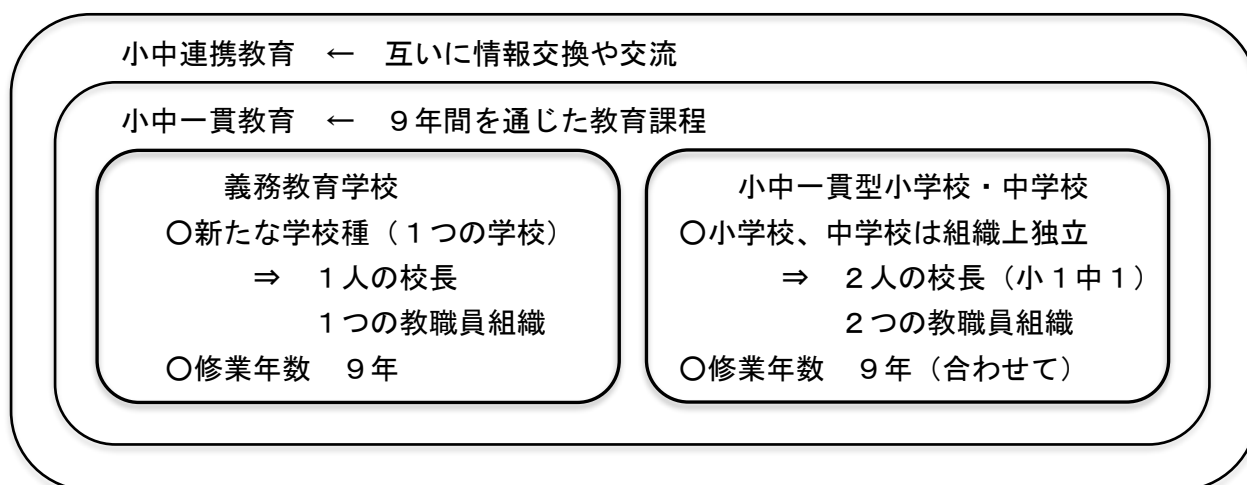 小中連携教育　←　互いに情報交換や交流
小中一貫教育　←　９年間を通じた教育課程
義務教育学校
○新たな学校種（１つの学校）
⇒　１人の校長
１つの教職員組織
○修業年数　９年
小中一貫型小学校・中学校
○小学校、中学校は組織上独立
⇒　２人の校長（小１中１）
２つの教職員組織
○修業年数　９年（合わせて）